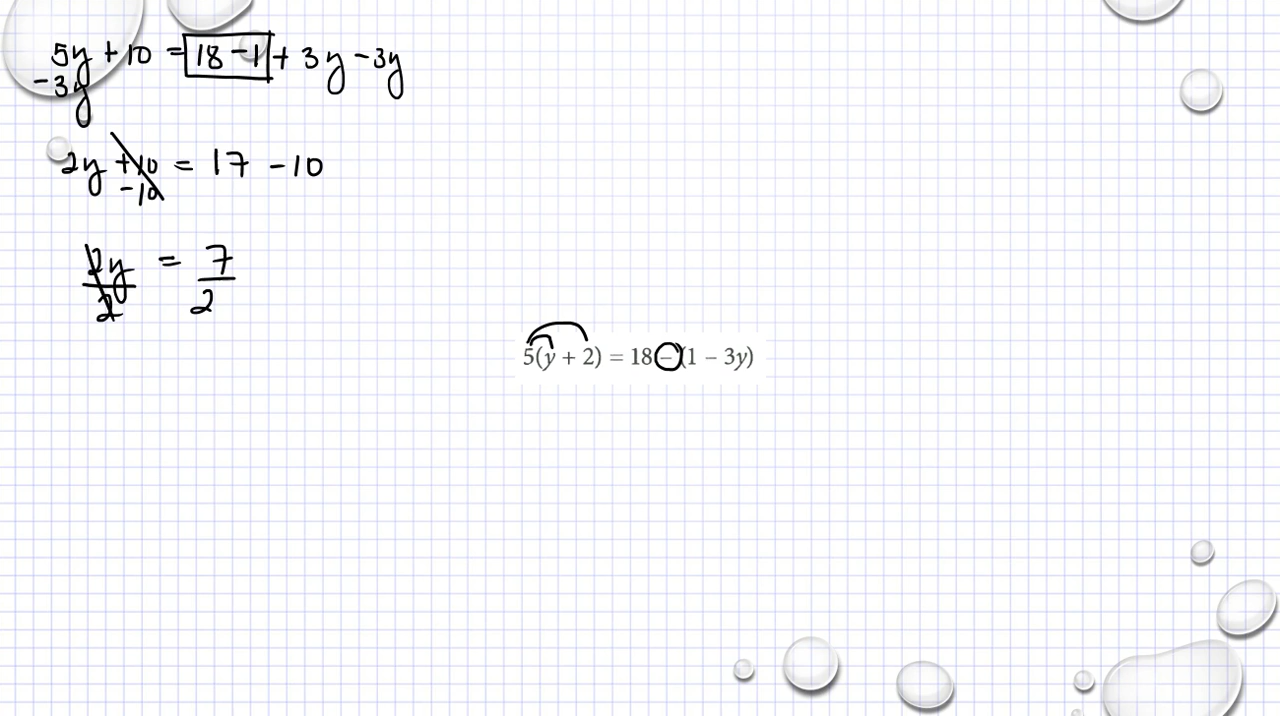 5y + 10 = 18 - 1 + 3y - 3y
-3y
2y + 10 = 17 - 10
-10
2y = 7
2 2
5(y + 2) = 18 – (1 – 3y)